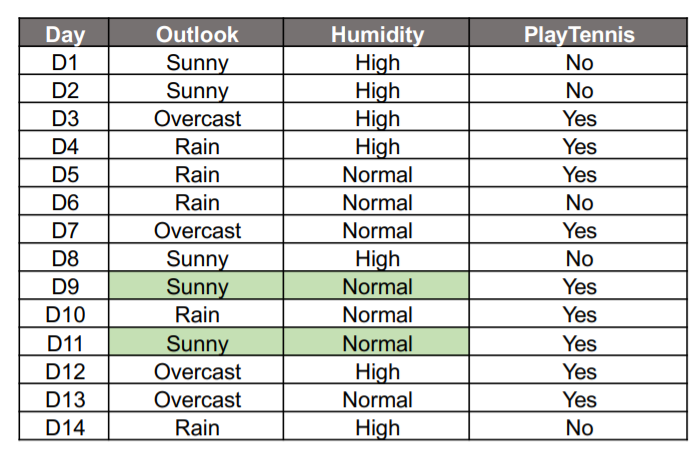 Day Outlook Humidity PlayTennis
D1 Sunny High No
D2 Sunny High No
D3 Overcast High Yes
D4 Rain High Yes
D5 Rain Normal Yes
D6 Rain Normal No
D7 Overcast Normal Yes
D8 Sunny High No
D9 Sunny Normal Yes
D10 Rain Normal Yes
D11 Sunny Normal Yes
D12 Overcast High Yes
D13 Overcast Normal Yes
D14 Rain High No